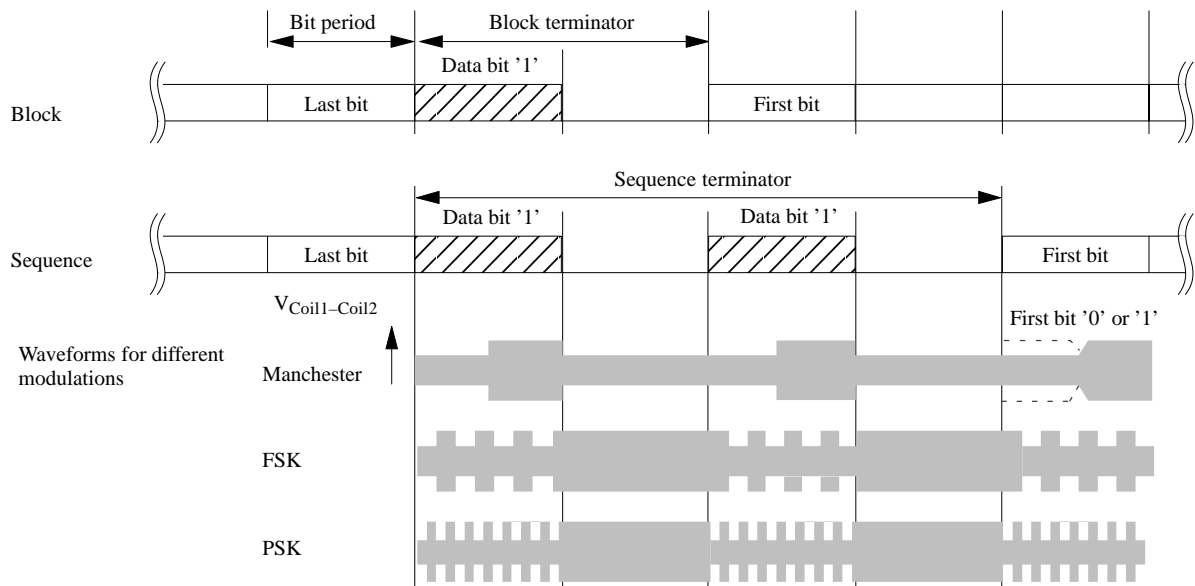 Bit period
Block terminator
Data bit '1'
Block
Last bit
First bit
Sequence terminator
Data bit ’1’
Data bit ’1’
Sequence
Last bit
First bit
VCoil1–Coil2
First bit ’0’ or ’1’
Waveforms for different
modulations
Manchester
FSK
PSK